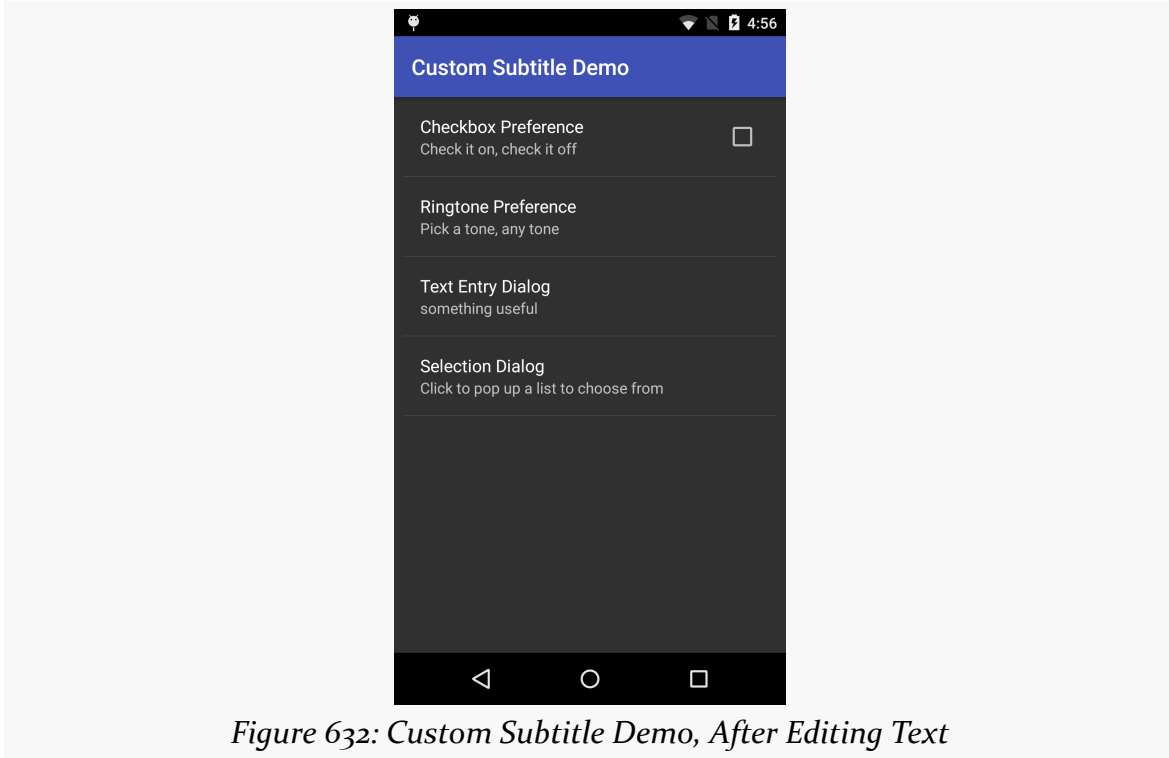 4:56
Custom Subtitle Demo
Checkbox Preference
Check it on, check it off
Ringtone Preference
Pick a tone, any tone
Text Entry Dialog
something useful
Selection Dialog
Click to pop up a list to choose from
Figure 632: Custom Subtitle Demo, After Editing Text